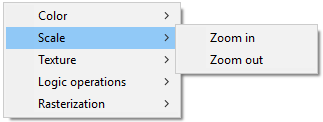 Color
Scale
Zoom in
Zoom out
Texture
Logic operations
Rasterization